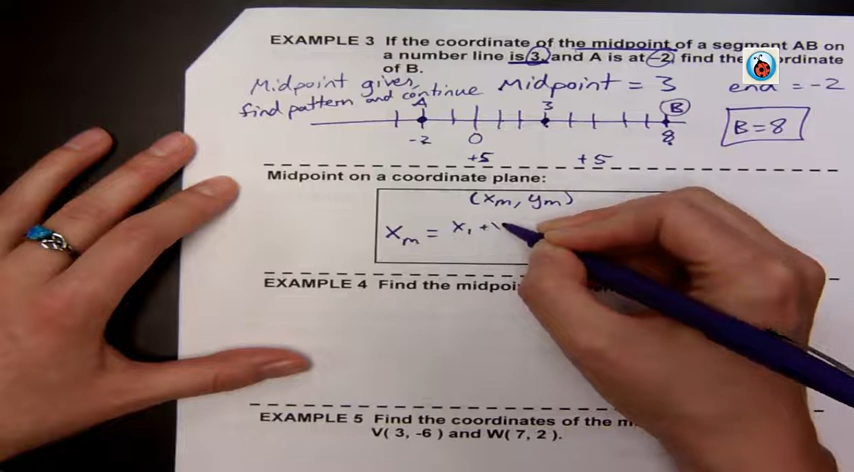 EXAMPLE 3 If the coordinate of the midpoint of a segment AB on
a number line is 3, and A is at -2, find the
of B.
Midpoint gives, Midpoint = 3 end = -2
find pattern and continue
A 3 B
-2 0 8
B = 8
+5 +5
Midpoint on a coordinate plane:
(xm, ym)
xm = x1 +
EXAMPLE 4 Find the
EXAMPLE 5 Find the coordinates of the
V( 3, -6) and W( 7, 2 ).